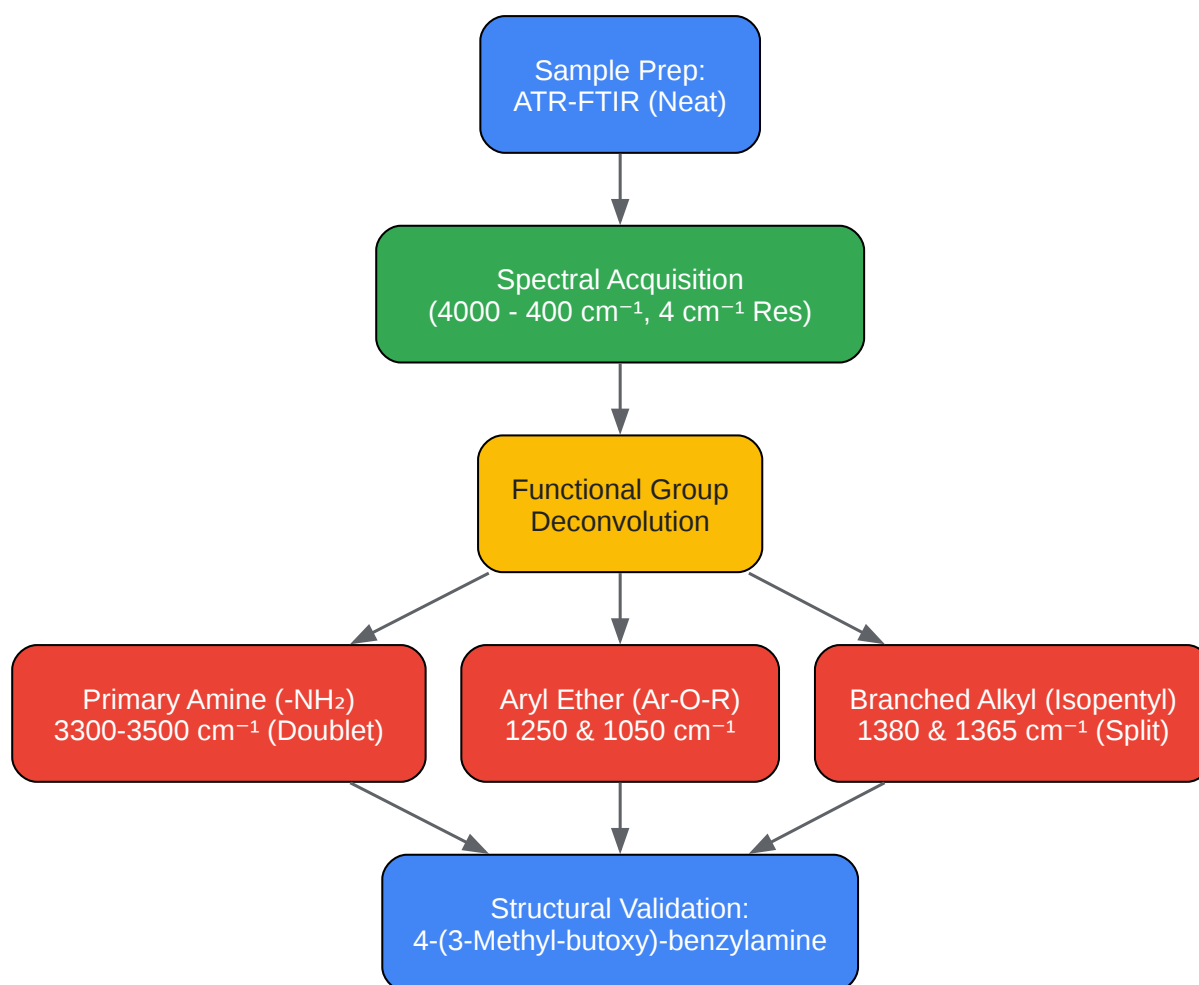 Sample Prep:
ATR-FTIR (Neat)
Spectral Acquisition
(4000 - 400 cm⁻¹, 4 cm⁻¹ Res)
Functional Group
Deconvolution
Primary Amine (-NH₂)
3300-3500 cm⁻¹ (Doublet)
Aryl Ether (Ar-O-R)
1250 & 1050 cm⁻¹
Branched Alkyl (Isopentyl)
1380 & 1365 cm⁻¹ (Split)
Structural Validation:
4-(3-Methyl-butoxy)-benzylamine